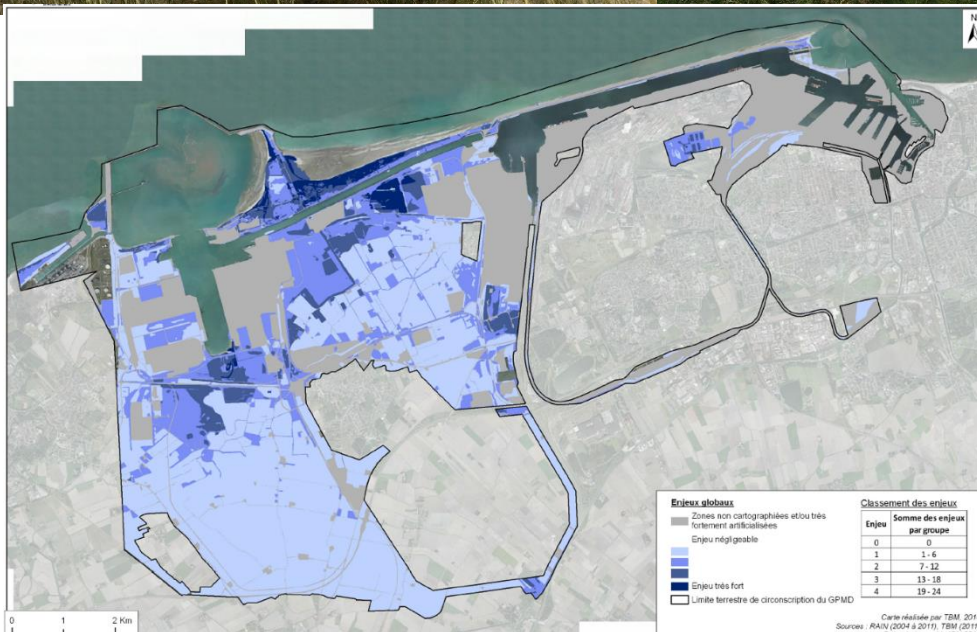 N
Enjeux globaux
Zones non cartographiées et/ou très
fortement artificialisées
Enjeu négligeable
Enjeu très fort
Limite terrestre de circonscription du GPMD
Classement des enjeux
Enjeu Somme des enjeux
par groupe
0 0
1 1 - 6
2 7 - 12
3 13 - 18
4 19 - 24
0 1 2 Km
Carte réalisée par TBM, 201
Sources : RAIN (2004 à 2011), TBM (2015